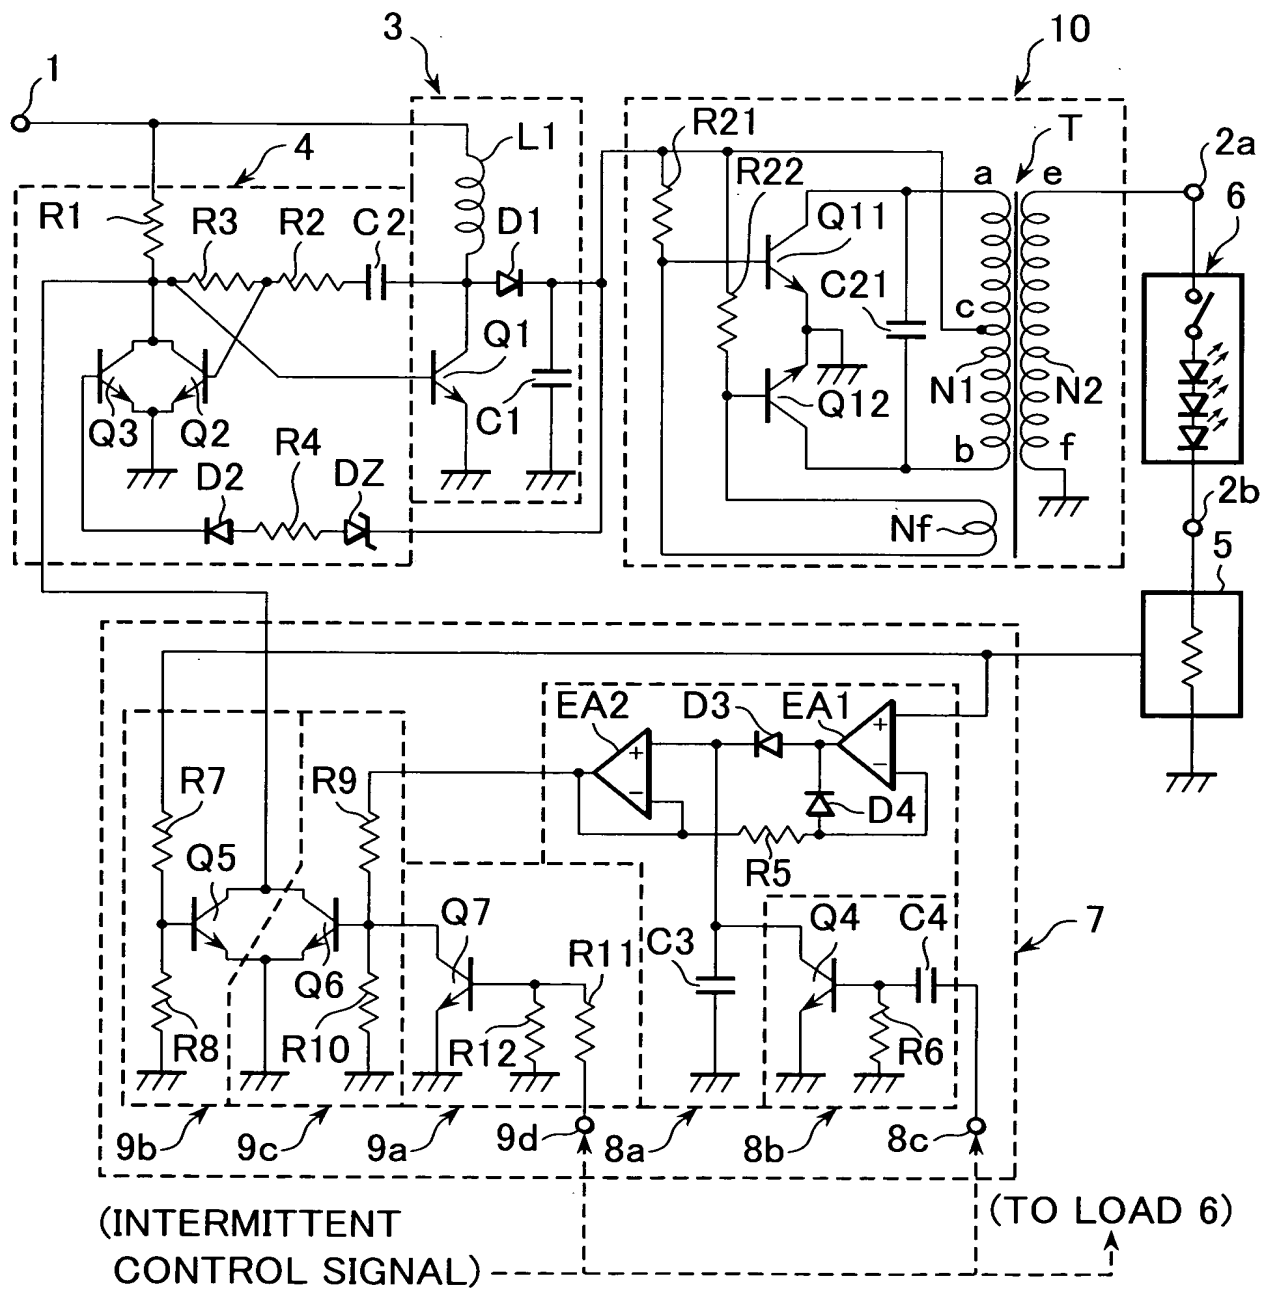 3
10
1
L1
R21
T
2a
4
R22
a
e
6
R1
R3
R2
C2
D1
Q11
C21
c
Q1
N1
N2
Q3
Q2
C1
Q12
R4
b
f
D2
DZ
2b
Nf
5
EA2
D3
EA1
+
+
−
−
R7
R9
D4
R5
Q5
Q7
Q4
C4
7
C3
R11
Q6
R8
R10
R12
R6
9b
9c
9a
9d
8a
8b
8c
(INTERMITTENT
CONTROL SIGNAL)
(TO LOAD 6)